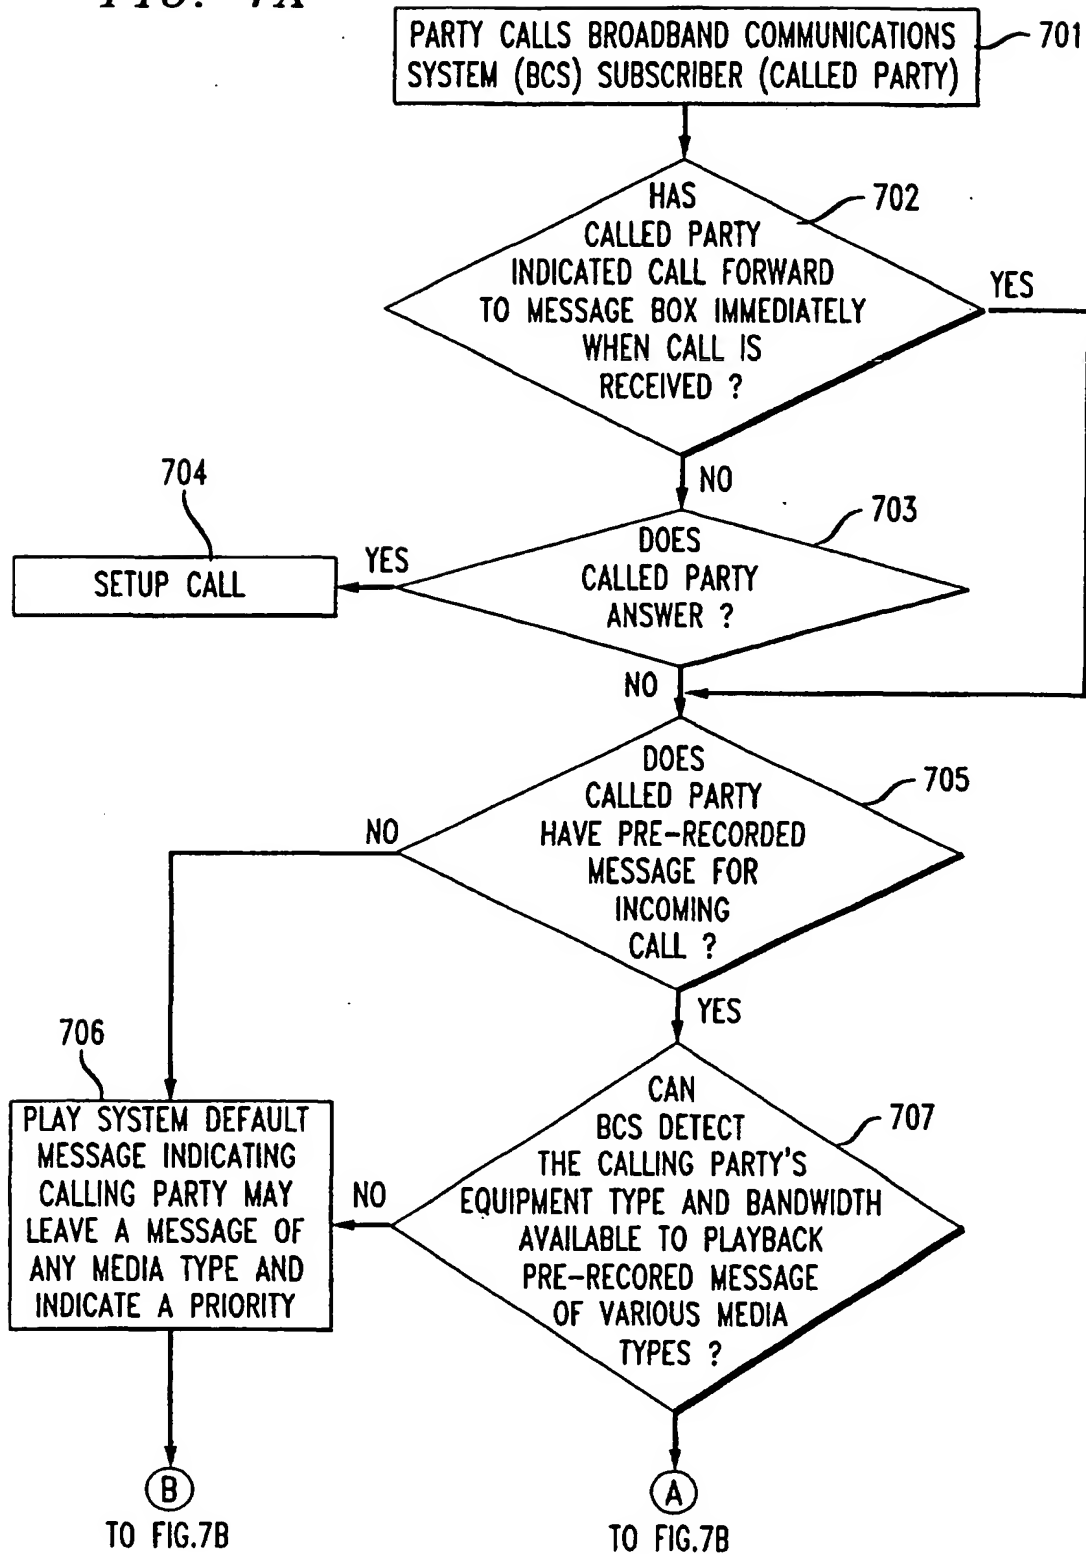 FIG. 7A
PARTY CALLS BROADBAND COMMUNICATIONS
SYSTEM (BCS) SUBSCRIBER (CALLED PARTY)
701
HAS
CALLED PARTY
INDICATED CALL FORWARD
TO MESSAGE BOX IMMEDIATELY
WHEN CALL IS
RECEIVED ?
702
YES
NO
704
SETUP CALL
YES
DOES
CALLED PARTY
ANSWER ?
703
NO
DOES
CALLED PARTY
HAVE PRE-RECORDED
MESSAGE FOR
INCOMING
CALL ?
705
NO
YES
706
PLAY SYSTEM DEFAULT
MESSAGE INDICATING
CALLING PARTY MAY
LEAVE A MESSAGE OF
ANY MEDIA TYPE AND
INDICATE A PRIORITY
NO
CAN
BCS DETECT
THE CALLING PARTY'S
EQUIPMENT TYPE AND BANDWIDTH
AVAILABLE TO PLAYBACK
PRE-RECORED MESSAGE
OF VARIOUS MEDIA
TYPES ?
707
B
TO FIG.7B
A
TO FIG.7B